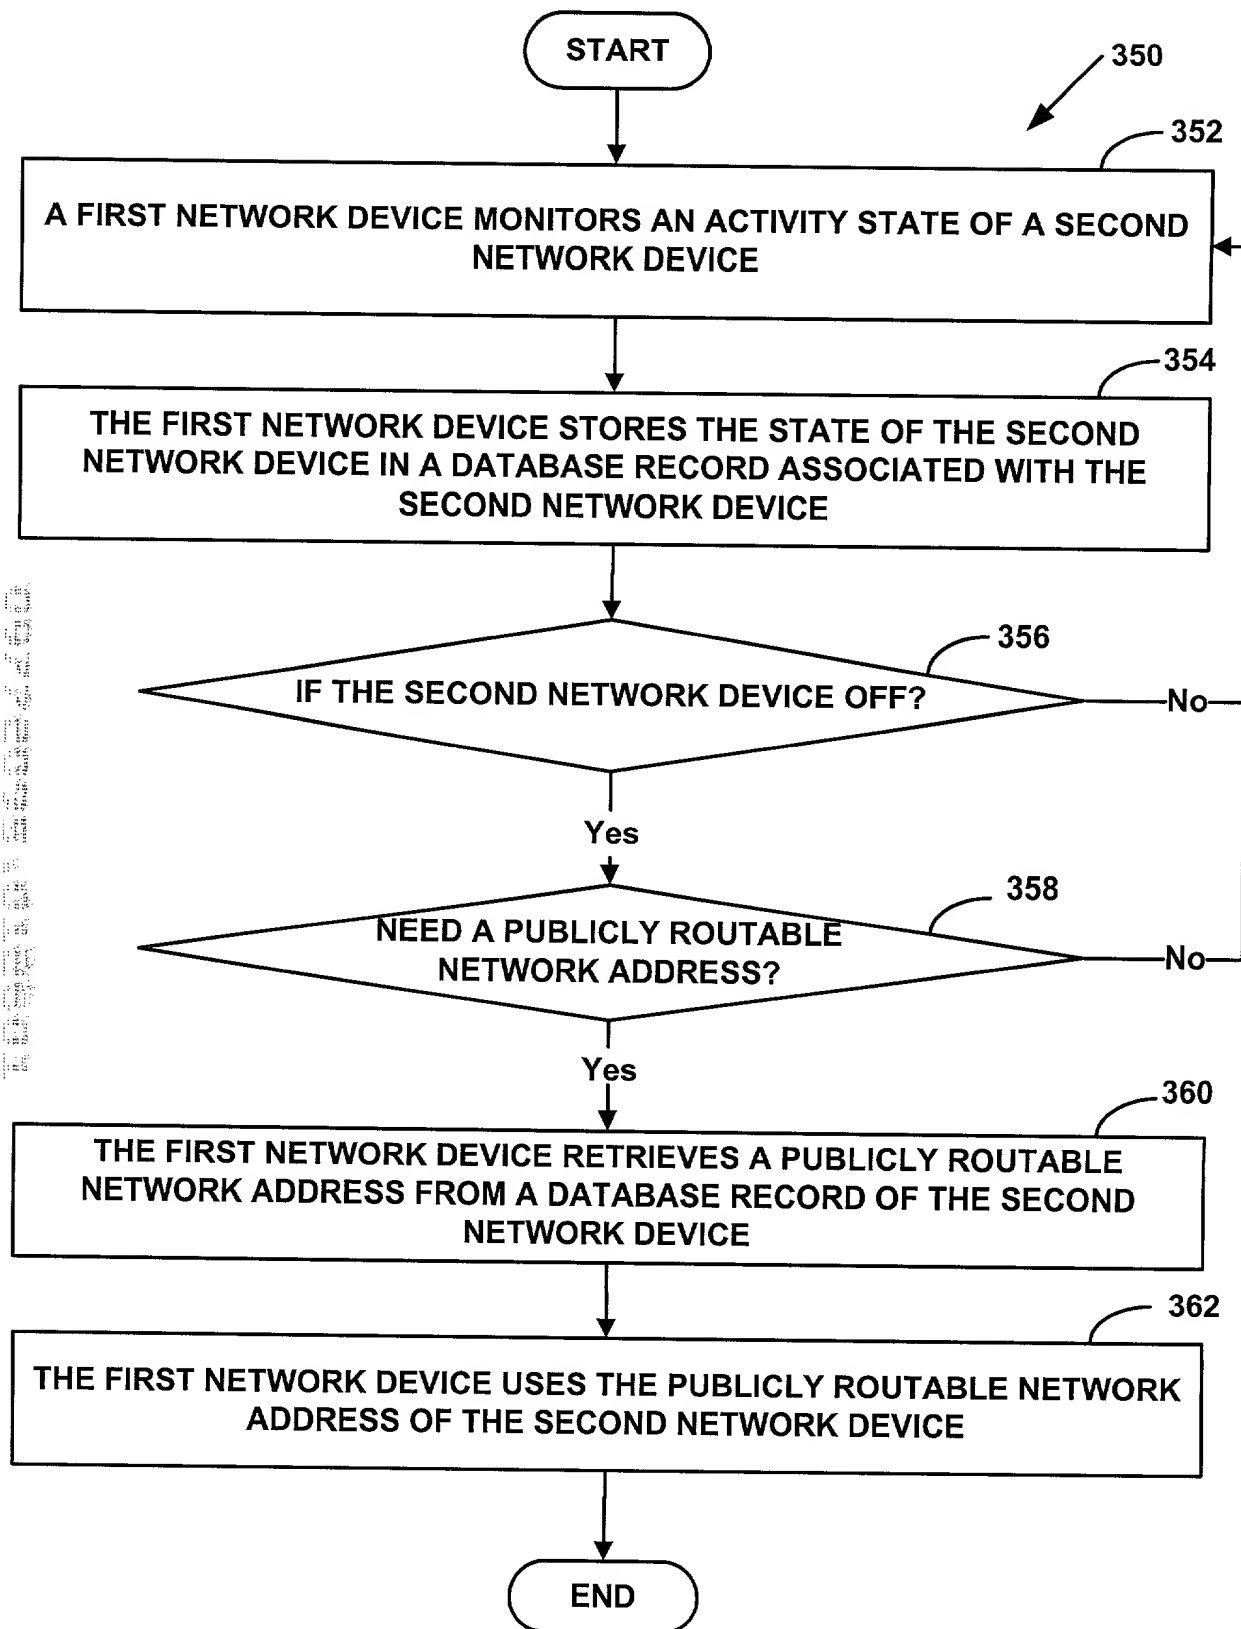 START
350
352
A FIRST NETWORK DEVICE MONITORS AN ACTIVITY STATE OF A SECOND
NETWORK DEVICE
354
THE FIRST NETWORK DEVICE STORES THE STATE OF THE SECOND
NETWORK DEVICE IN A DATABASE RECORD ASSOCIATED WITH THE
SECOND NETWORK DEVICE
356
IF THE SECOND NETWORK DEVICE OFF?
No
Yes
358
NEED A PUBLICLY ROUTABLE
NETWORK ADDRESS?
No
Yes
360
THE FIRST NETWORK DEVICE RETRIEVES A PUBLICLY ROUTABLE
NETWORK ADDRESS FROM A DATABASE RECORD OF THE SECOND
NETWORK DEVICE
362
THE FIRST NETWORK DEVICE USES THE PUBLICLY ROUTABLE NETWORK
ADDRESS OF THE SECOND NETWORK DEVICE
END